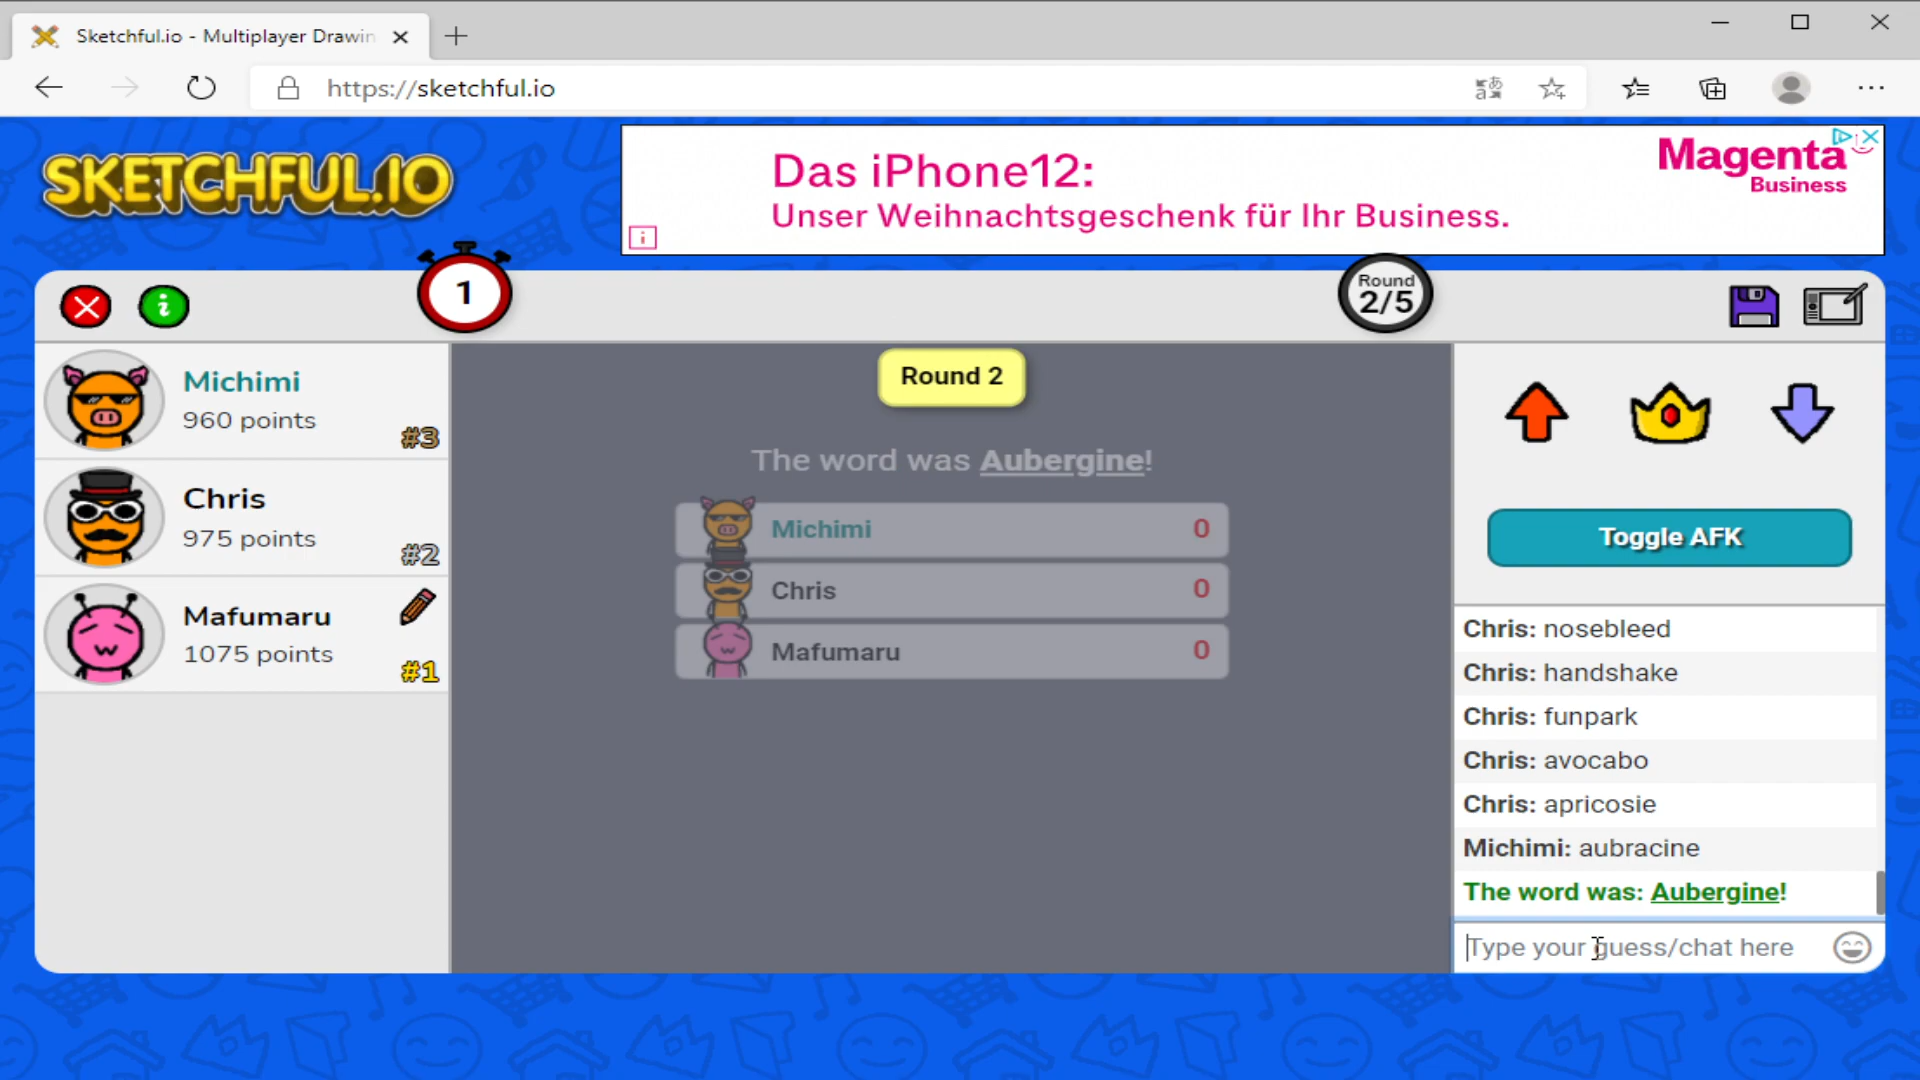 Sketchful.io - Multiplayer Drawin
https://sketchful.io
SKETCHFUL.IO
Das iPhone12:
Unser Weihnachtsgeschenk für Ihr Business.
Magenta
Business
1
Round
2/5
Michimi
960 points
#3
Chris
975 points
#2
Mafumaru
1075 points
#1
Round 2
The word was Aubergine!
Michimi 0
Chris 0
Mafumaru 0
Toggle AFK
Chris: nosebleed
Chris: handshake
Chris: funpark
Chris: avocabo
Chris: apricosie
Michimi: aubracine
The word was: Aubergine!
Type your guess/chat here